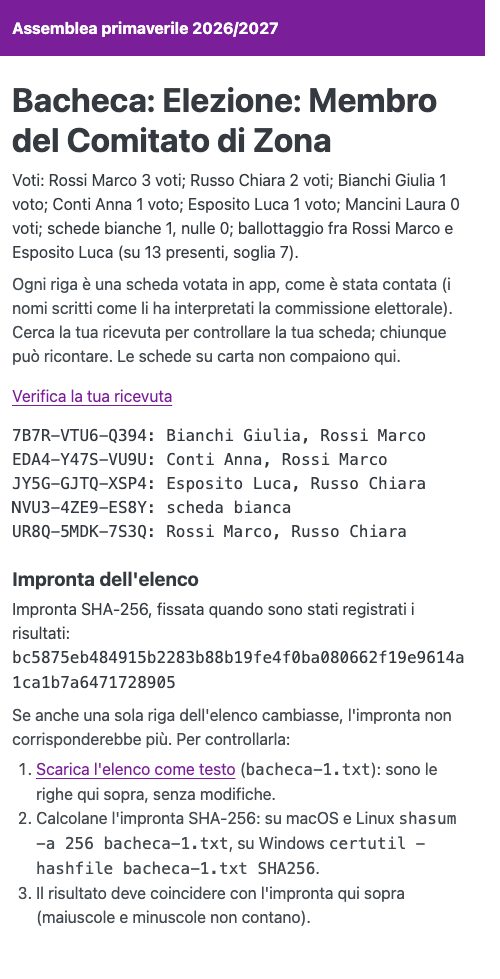 Assemblea primaverile 2026/2027
Bacheca: Elezione: Membro
del Comitato di Zona
Voti: Rossi Marco 3 voti; Russo Chiara 2 voti; Bianchi Giulia 1
voto; Conti Anna 1 voto; Esposito Luca 1 voto; Mancini Laura 0
voti; schede bianche 1, nulle 0; ballottaggio fra Rossi Marco e
Esposito Luca (su 13 presenti, soglia 7).
Ogni riga è una scheda votata in app, come è stata contata (i
nomi scritti come li ha interpretati la commissione elettorale).
Cerca la tua ricevuta per controllare la tua scheda; chiunque
può ricontare. Le schede su carta non compaiono qui.
Verifica la tua ricevuta
7B7R-VTU6-Q394: Bianchi Giulia, Rossi Marco
EDA4-Y47S-VU9U: Conti Anna, Rossi Marco
JY5G-GJTQ-XSP4: Esposito Luca, Russo Chiara
NVU3-4ZE9-ES8Y: scheda bianca
UR8Q-5MDK-7S3Q: Rossi Marco, Russo Chiara
Impronta dell'elenco
Impronta SHA-256, fissata quando sono stati registrati i
risultati:
bc5875eb484915b2283b88b19fe4f0ba080662f19e9614a
1ca1b7a6471728905
Se anche una sola riga dell'elenco cambiasse, l'impronta non
corrisponderebbe più. Per controllarla:
1. Scarica l'elenco come testo (bacheca-1.txt): sono le
righe qui sopra, senza modifiche.
2. Calcolane l'impronta SHA-256: su macOS e Linux shasum
-a 256 bacheca-1.txt, su Windows certutil -
hashfile bacheca-1.txt SHA256.
3. Il risultato deve coincidere con l'impronta qui sopra
(maiuscole e minuscole non contano).